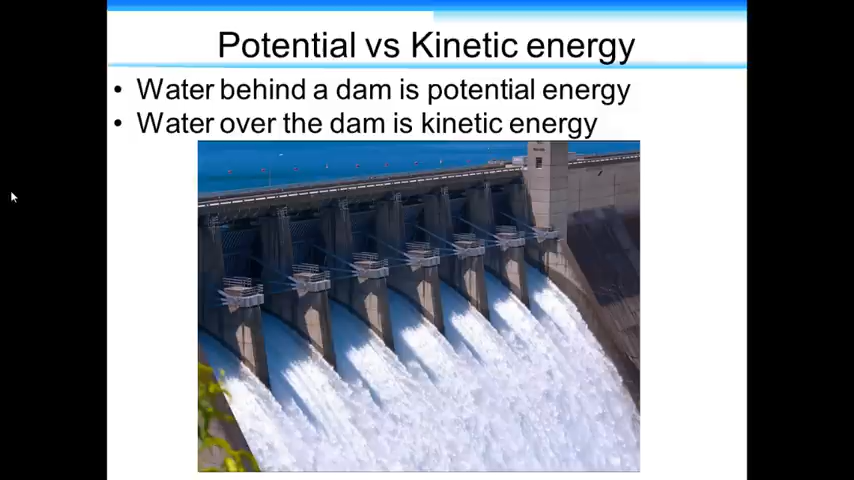 Potential vs Kinetic energy
• Water behind a dam is potential energy
• Water over the dam is kinetic energy